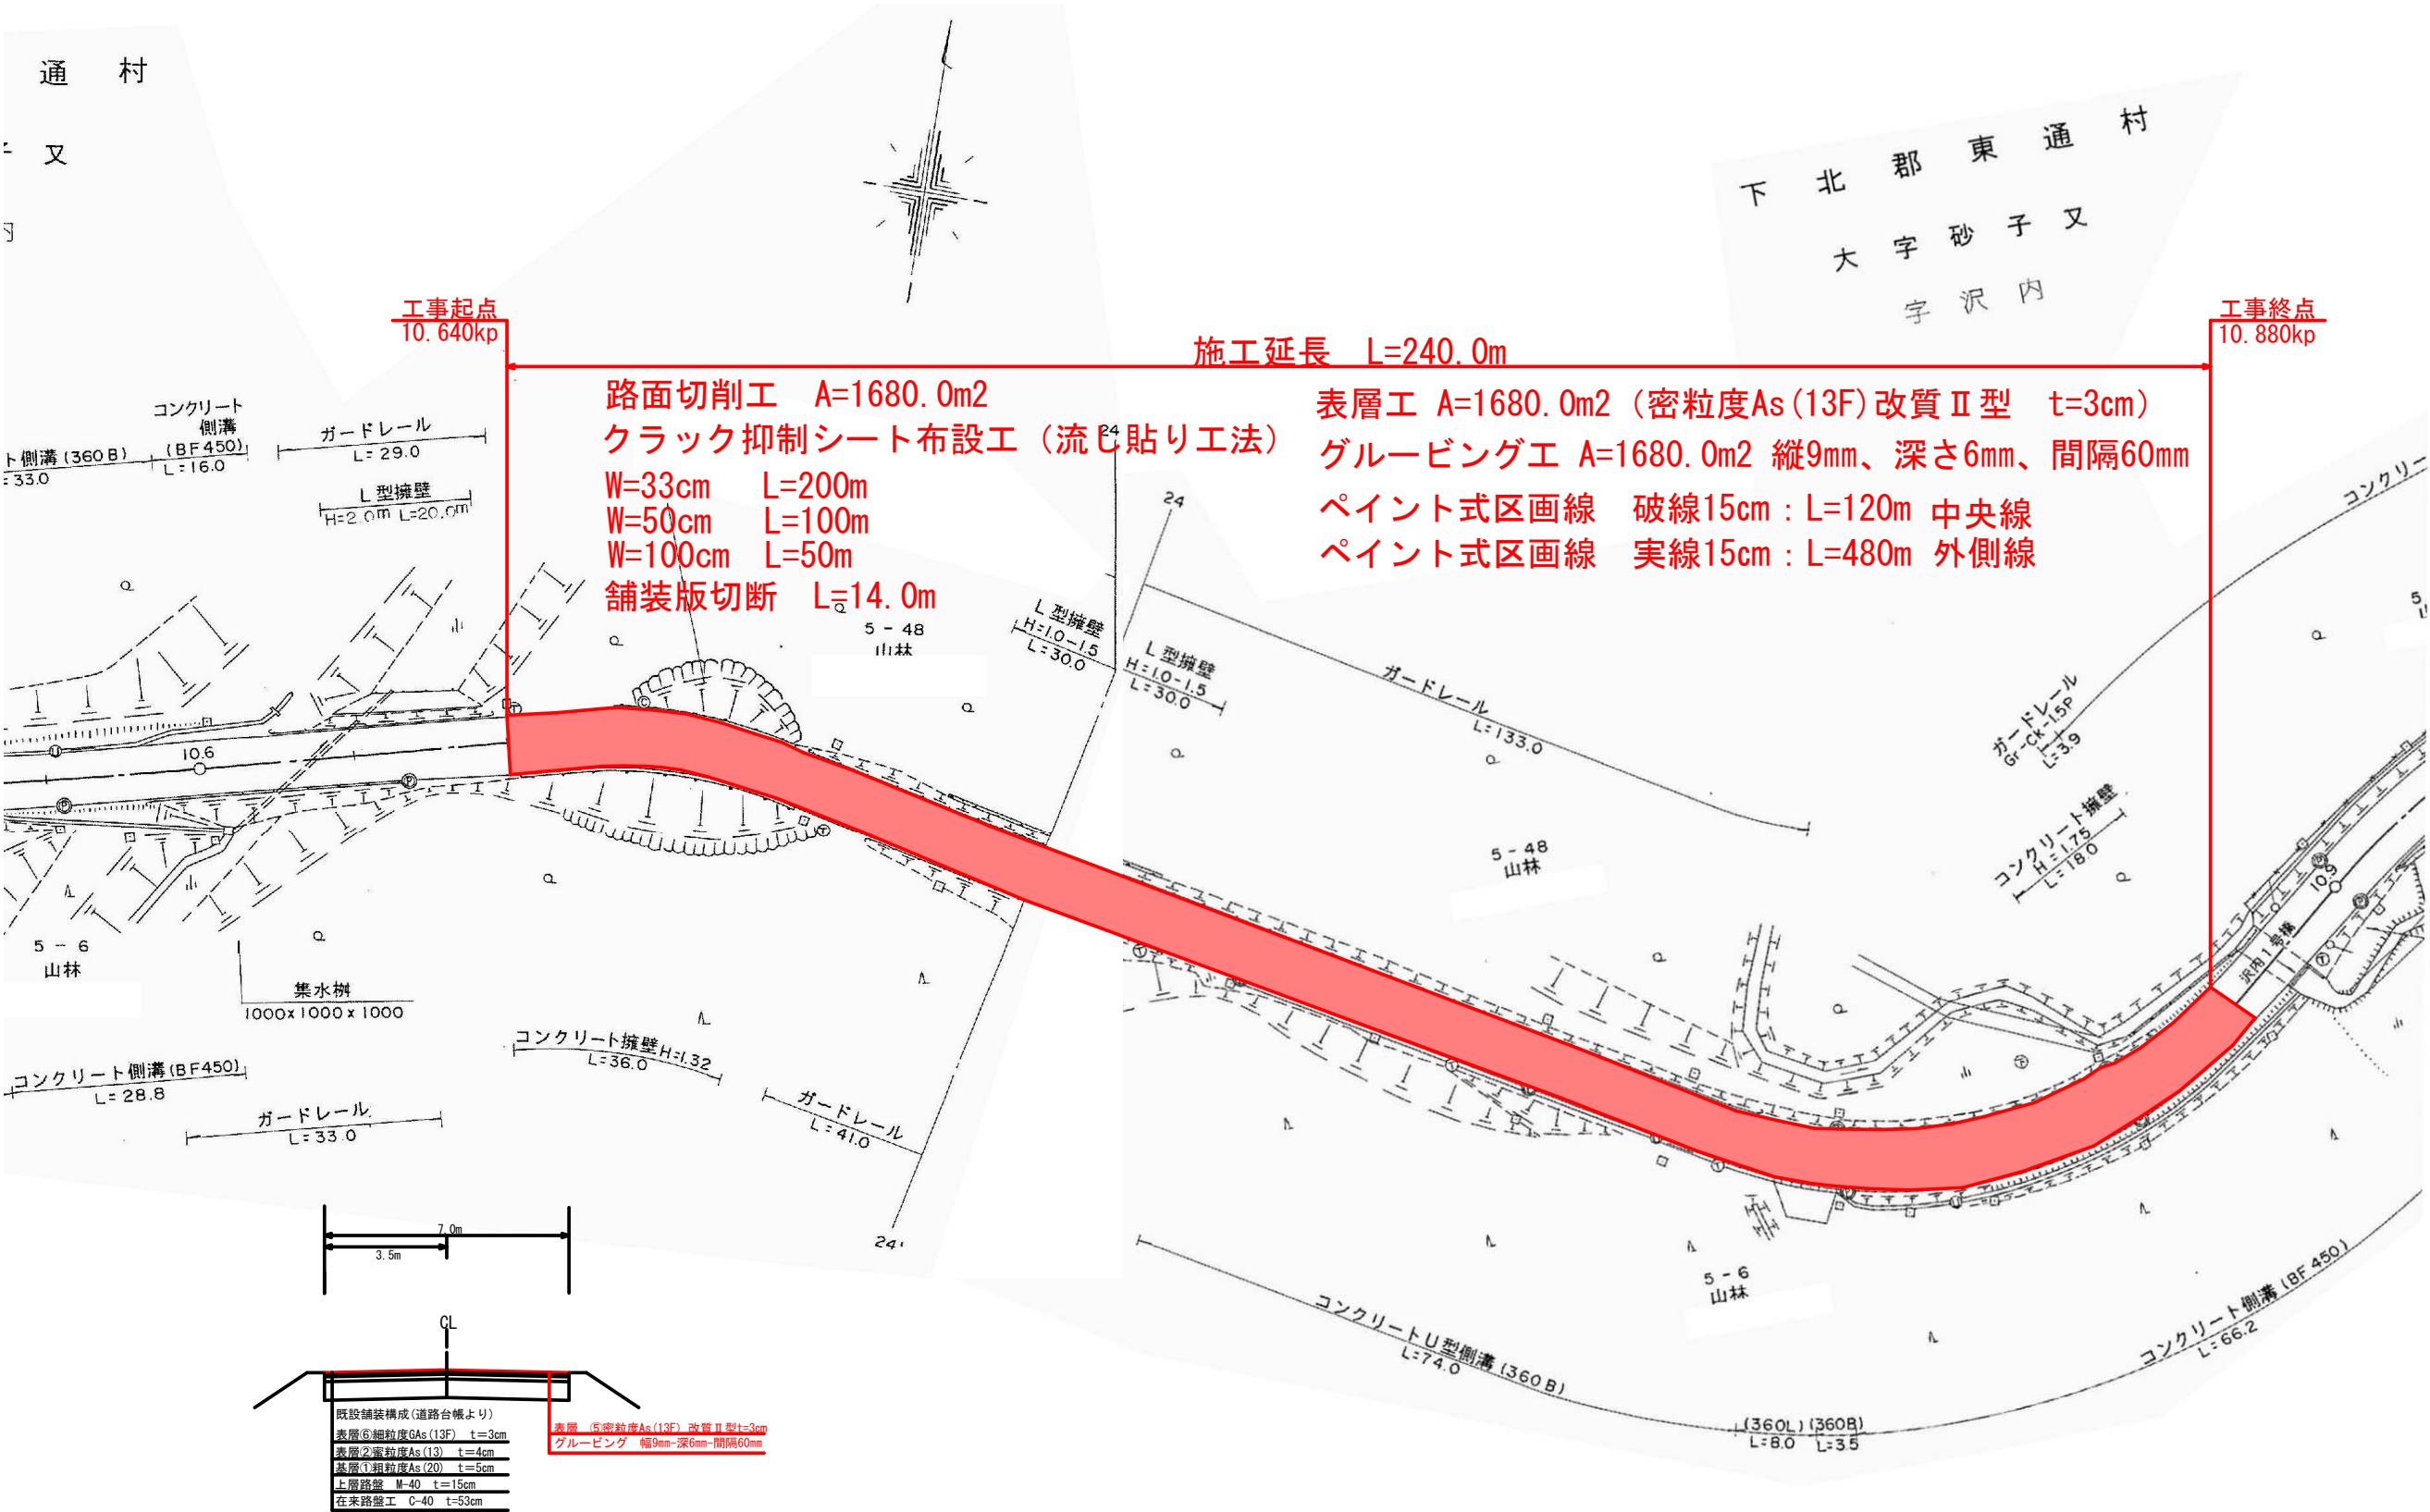 通 村
又
下 北 郡 東 通 村
大 字 砂 子 又
字 沢 内
工事起点
10.640kp
工事終点
10.880kp
施工延長 L=240.0m
路面切削工 A=1680.0m2
クラック抑制シート布設工（流し貼り工法）
W=33cm L=200m
W=50cm L=100m
W=100cm L=50m
舗装版切断 L=14.0m
表層工 A=1680.0m2（密粒度As(13F)改質Ⅱ型 t=3cm）
グルービング工 A=1680.0m2 縦9mm、深さ6mm、間隔60mm
ペイント式区画線 破線15cm：L=120m 中央線
ペイント式区画線 実線15cm：L=480m 外側線
コンクリート
側溝
(BF450)
L=16.0
ト側溝(360B)
=33.0
ガードレール
L=29.0
L型擁壁
H=2.0m L=20.0m
24
24
5-48
山林
L型擁壁
H=1.0-1.5
L=30.0
L型擁壁
H=1.0-1.5
L=30.0
ガードレール
L=133.0
コンクリー
ガードレール
Gr-CK-1.5P
L=3.9
コンクリート擁壁
H=1.75
L=18.0
5-48
山林
10.6
10.9
沢内1号橋
5-6
山林
集水桝
1000x1000x1000
コンクリート擁壁H=1.32
L=36.0
コンクリート側溝(BF450)
L=28.8
ガードレール
L=33.0
ガードレール
L=41.0
24'
5-6
山林
コンクリートU型側溝(360B)
L=74.0
コンクリート側溝(BF450)
L=66.2
(360L) (360B)
L=8.0 L=3.5
7.0m
3.5m
CL
既設舗装構成(道路台帳より)
表層⑥細粒度GAs(13F) t=3cm
表層②密粒度As(13) t=4cm
基層①粗粒度As(20) t=5cm
上層路盤 M-40 t=15cm
在来路盤工 C-40 t=53cm
表層 ⑤密粒度As(13F) 改質Ⅱ型t=3cm
グルービング 幅9mm-深6mm-間隔60mm